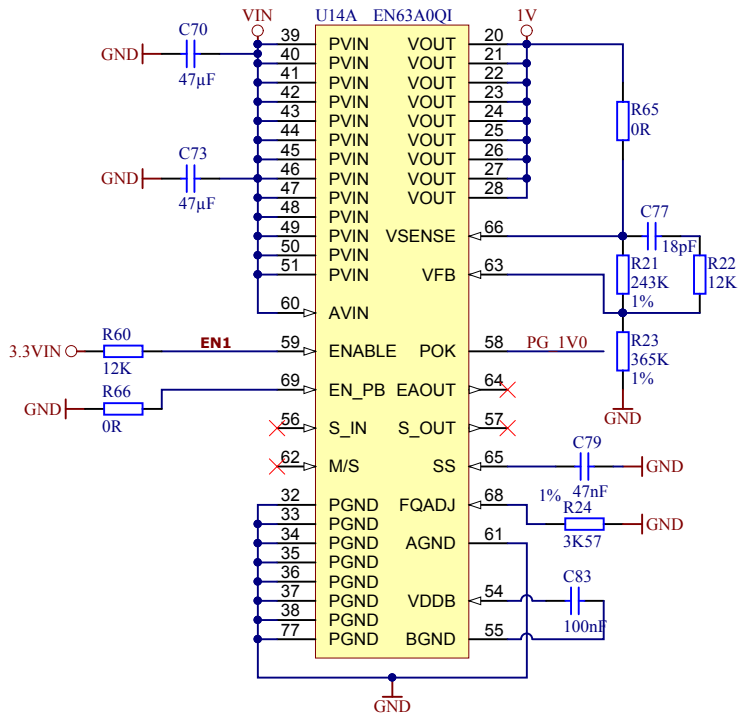 VIN
U14A EN63A0QI
1V
C70
GND
47µF
C73
GND
47µF
39 PVIN VOUT 20
40 PVIN VOUT 21
41 PVIN VOUT 22
42 PVIN VOUT 23
43 PVIN VOUT 24
44 PVIN VOUT 25
45 PVIN VOUT 26
46 PVIN VOUT 27
47 PVIN VOUT 28
48 PVIN
49 PVIN VSENSE 66
50 PVIN
51 PVIN VFB 63
60 AVIN
59 ENABLE POK 58
69 EN_PB EAOUT 64
56 S_IN S_OUT 57
62 M/S SS 65
32 PGND FQADJ 68
33 PGND
34 PGND AGND 61
35 PGND
36 PGND
37 PGND VDDB 54
38 PGND
77 PGND BGND 55
R65
0R
C77
18pF
R21
243K
1%
R22
12K
R23
365K
1%
GND
PG_1V0
3.3VIN
R60
12K
EN1
R66
0R
GND
C79
47nF
GND
1%
R24
3K57
GND
C83
100nF
GND